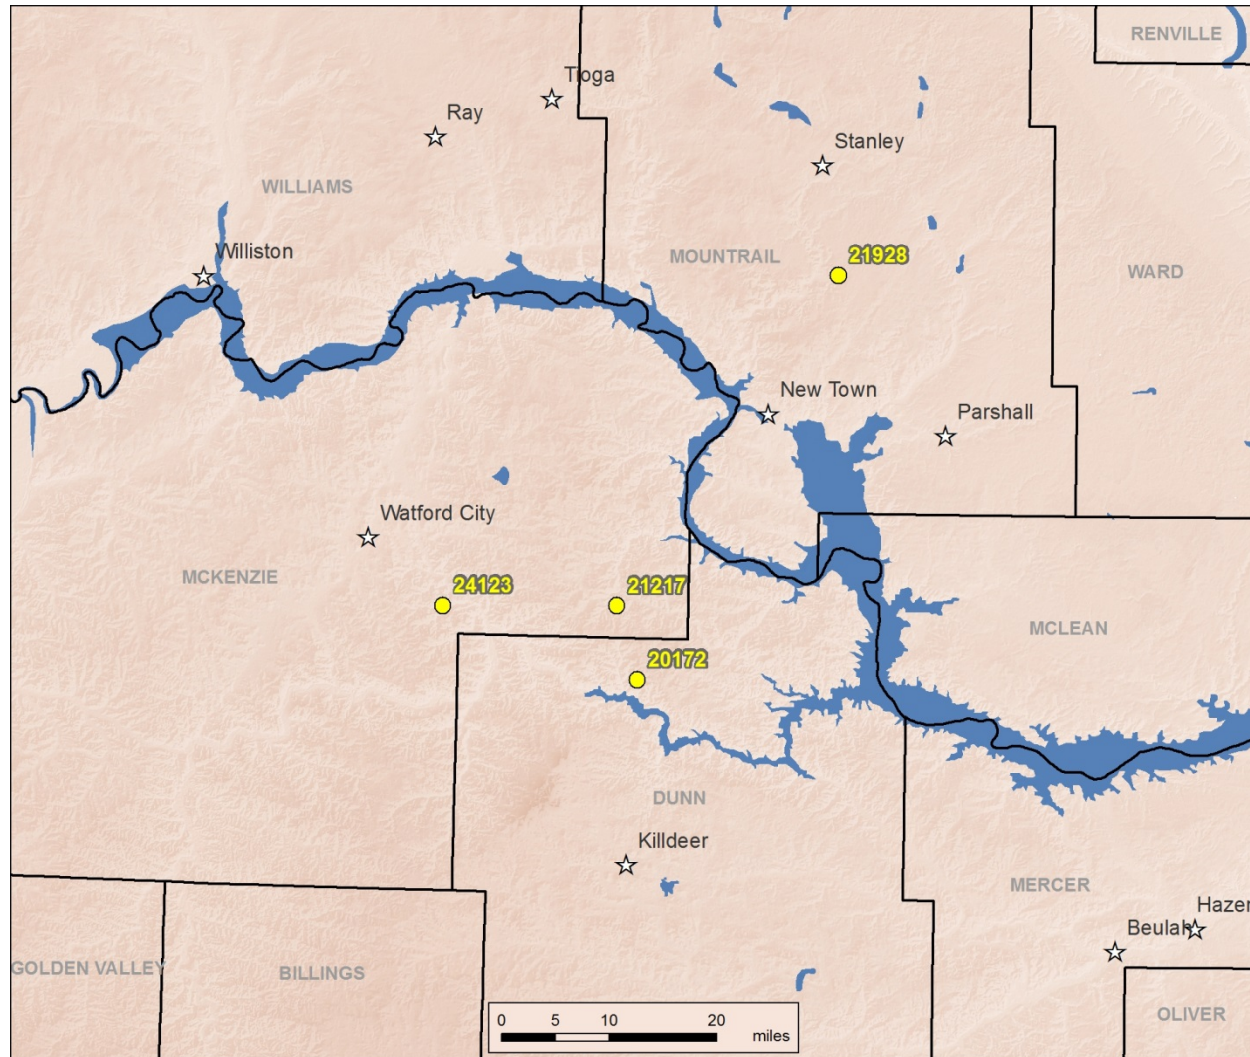 RENVILLE
Tioga
Ray
Stanley
WILLIAMS
Williston
MOUNTRAIL
21928
WARD
New Town
Parshall
Watford City
MCKENZIE
24123
21217
MCLEAN
20172
DUNN
Killdeer
MERCER
Hazen
Beulah
GOLDEN VALLEY
BILLINGS
OLIVER
0 5 10 20 miles